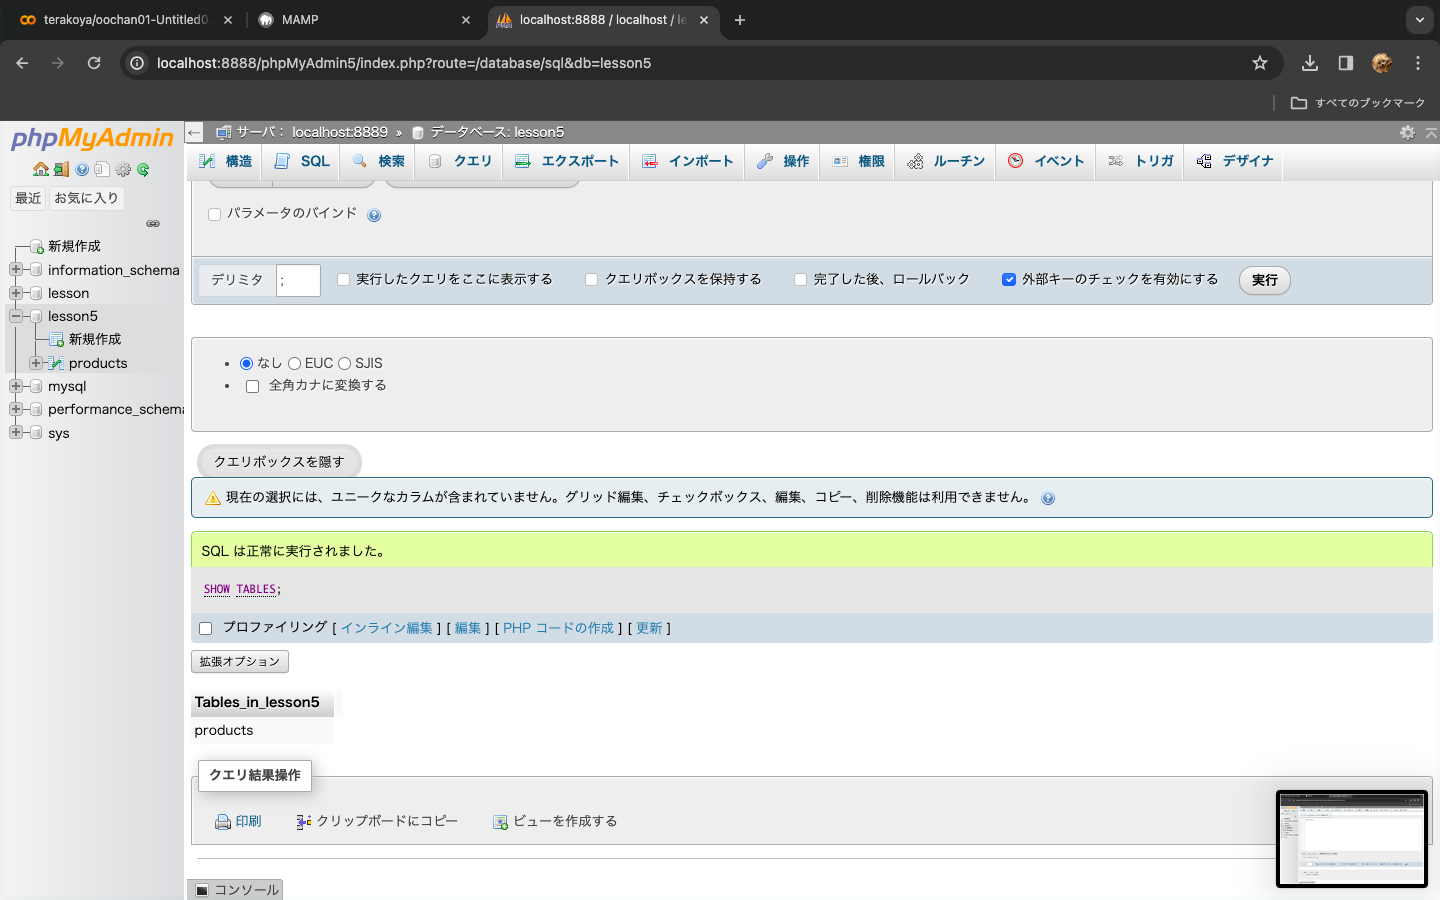 terakoya/oochan01-Untitled0.
MAMP
localhost:8888 / localhost / le
localhost:8888/phpMyAdmin5/index.php?route=/database/sql&db=lesson5
すべてのブックマーク
phpMyAdmin
最近
お気に入り
新規作成
information_schema
lesson
lesson5
新規作成
products
mysql
performance_schema
sys
サーバ： localhost:8889 » データベース: lesson5
構造
SQL
検索
クエリ
エクスポート
インポート
操作
権限
ルーチン
イベント
トリガ
デザイナ
パラメータのバインド
デリミタ ; 実行したクエリをここに表示する クエリボックスを保持する 完了した後、ロールバック 外部キーのチェックを有効にする 実行
なし EUC SJIS
全角カナに変換する
クエリボックスを隠す
現在の選択には、ユニークなカラムが含まれていません。グリッド編集、チェックボックス、編集、コピー、削除機能は利用できません。
SQL は正常に実行されました。
SHOW TABLES;
プロファイリング [ インライン編集 ] [ 編集 ] [ PHP コードの作成 ] [ 更新 ]
拡張オプション
Tables_in_lesson5
products
クエリ結果操作
印刷 クリップボードにコピー ビューを作成する
コンソール